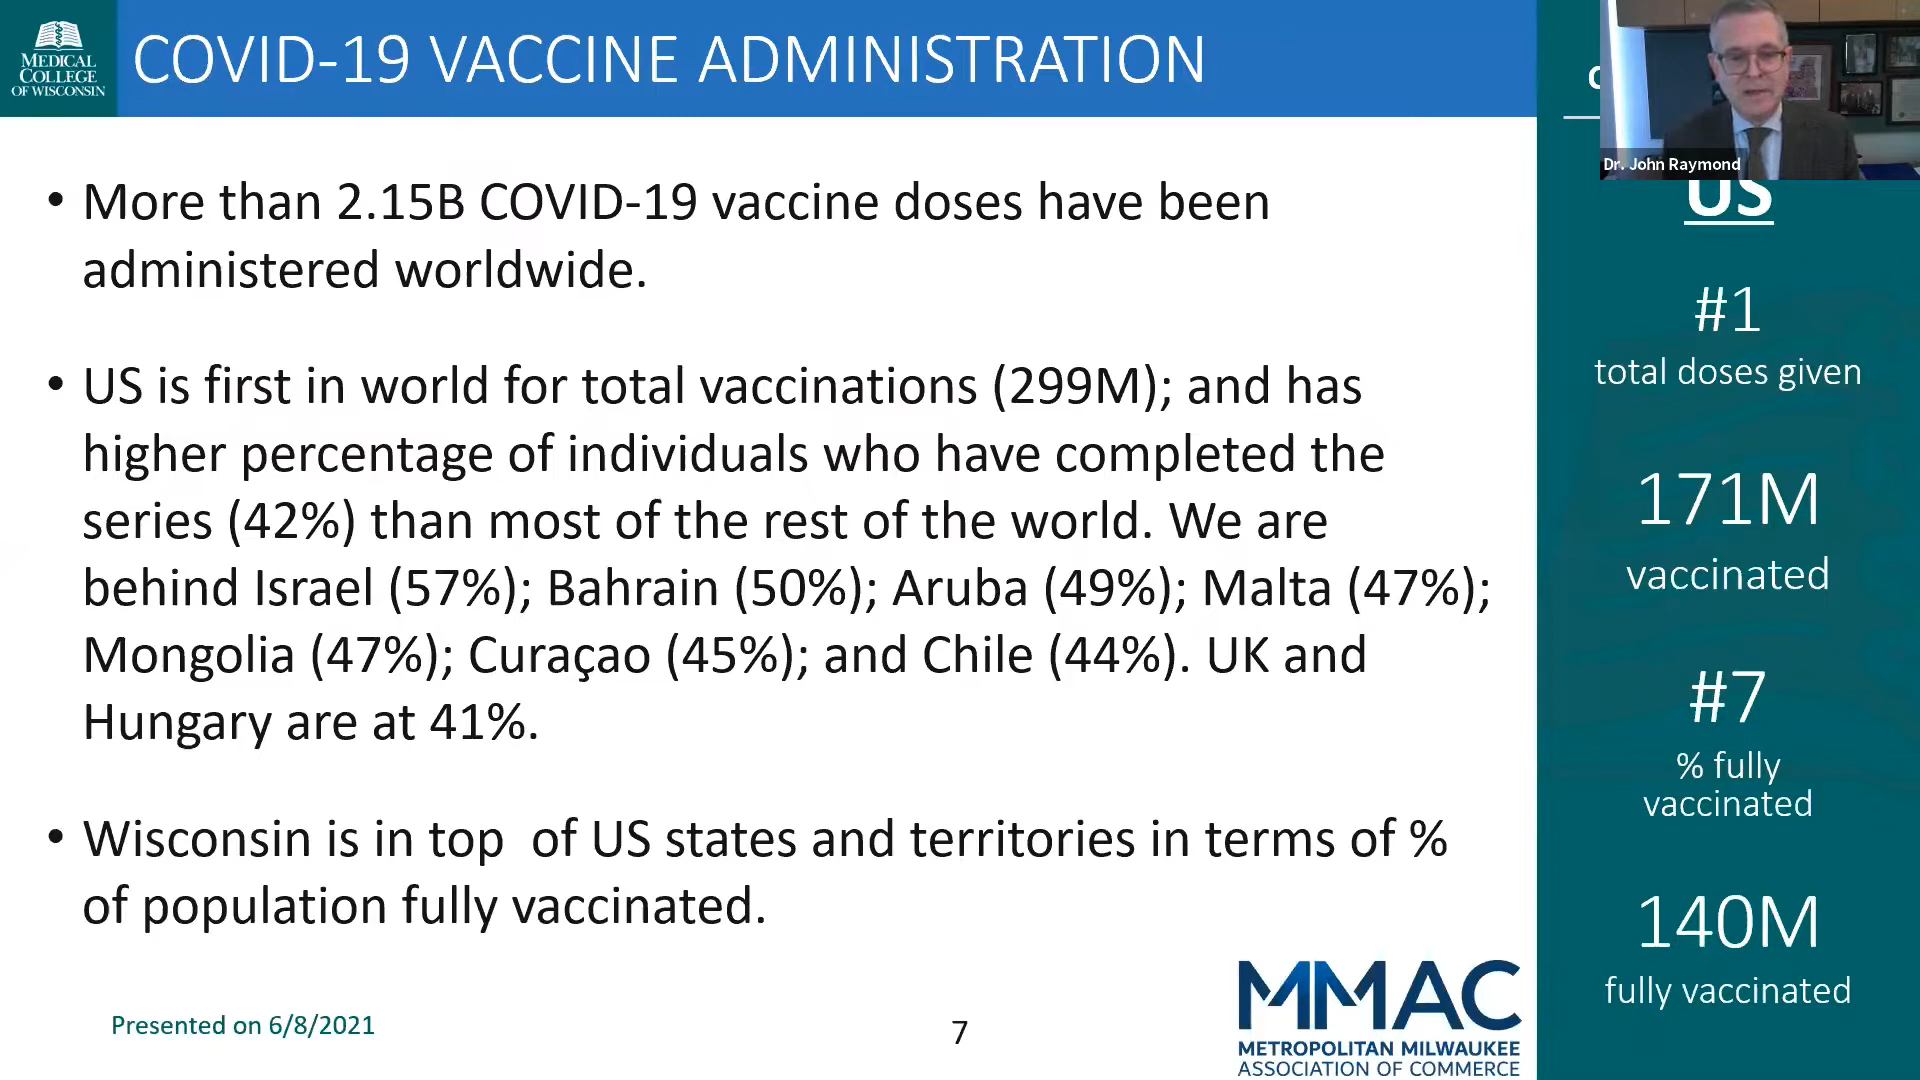 MEDICAL
COLLEGE
OF WISCONSIN
COVID-19 VACCINE ADMINISTRATION
• More than 2.15B COVID-19 vaccine doses have been
administered worldwide.
• US is first in world for total vaccinations (299M); and has
higher percentage of individuals who have completed the
series (42%) than most of the rest of the world. We are
behind Israel (57%); Bahrain (50%); Aruba (49%); Malta (47%);
Mongolia (47%); Curaçao (45%); and Chile (44%). UK and
Hungary are at 41%.
• Wisconsin is in top  of US states and territories in terms of %
of population fully vaccinated.
Presented on 6/8/2021
7
MMAC
METROPOLITAN MILWAUKEE
ASSOCIATION OF COMMERCE
Dr. John Raymond
US
#1
total doses given
171M
vaccinated
#7
% fully
vaccinated
140M
fully vaccinated